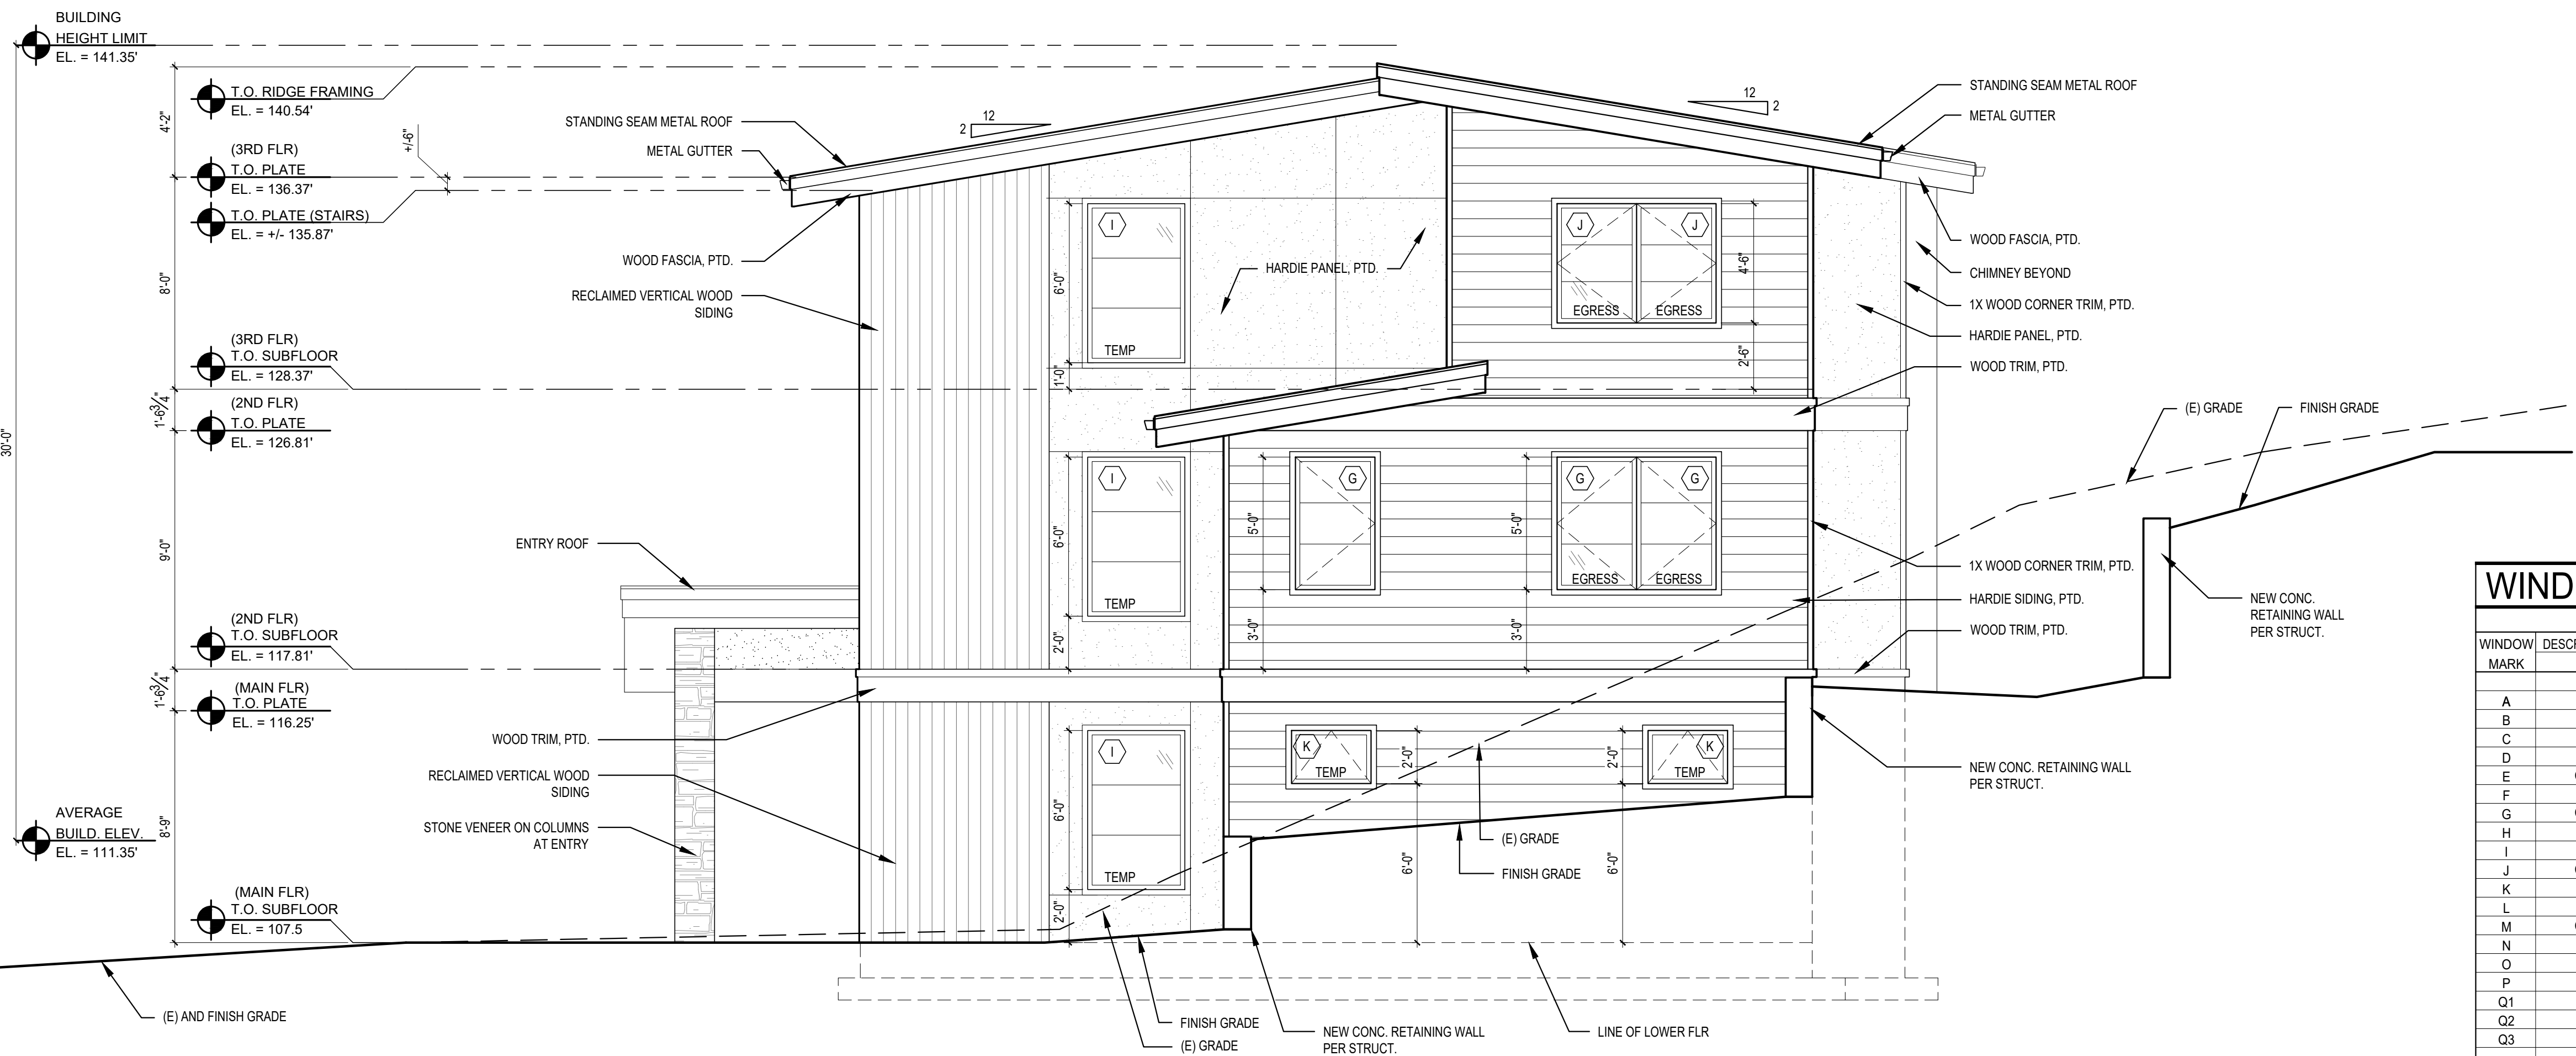 BUILDING
HEIGHT LIMIT
EL. = 141.35'
T.O. RIDGE FRAMING
EL. = 140.54'
(3RD FLR)
T.O. PLATE
EL. = 136.37'
T.O. PLATE (STAIRS)
EL. = +/- 135.87'
(3RD FLR)
T.O. SUBFLOOR
EL. = 128.37'
(2ND FLR)
T.O. PLATE
EL. = 126.81'
(2ND FLR)
T.O. SUBFLOOR
EL. = 117.81'
(MAIN FLR)
T.O. PLATE
EL. = 116.25'
AVERAGE
BUILD. ELEV.
EL. = 111.35'
(MAIN FLR)
T.O. SUBFLOOR
EL. = 107.5
30'-0"
4'-2"
+/-6"
8'-0"
1'-6 3/4"
9'-0"
1'-6 3/4"
8'-9"
(E) AND FINISH GRADE
STANDING SEAM METAL ROOF
METAL GUTTER
12
2
WOOD FASCIA, PTD.
RECLAIMED VERTICAL WOOD
SIDING
ENTRY ROOF
WOOD TRIM, PTD.
RECLAIMED VERTICAL WOOD
SIDING
STONE VENEER ON COLUMNS
AT ENTRY
HARDIE PANEL, PTD.
I
TEMP
6'-0"
1'-0"
J
J
EGRESS
EGRESS
4'-6"
2'-6"
I
TEMP
6'-0"
2'-0"
G
5'-0"
3'-0"
G
G
EGRESS
EGRESS
5'-0"
3'-0"
I
TEMP
6'-0"
2'-0"
K
TEMP
2'-0"
6'-0"
K
TEMP
2'-0"
6'-0"
(E) GRADE
FINISH GRADE
FINISH GRADE
(E) GRADE
NEW CONC. RETAINING WALL
PER STRUCT.
LINE OF LOWER FLR
12
2
STANDING SEAM METAL ROOF
METAL GUTTER
WOOD FASCIA, PTD.
CHIMNEY BEYOND
1X WOOD CORNER TRIM, PTD.
HARDIE PANEL, PTD.
WOOD TRIM, PTD.
(E) GRADE
FINISH GRADE
1X WOOD CORNER TRIM, PTD.
HARDIE SIDING, PTD.
WOOD TRIM, PTD.
NEW CONC.
RETAINING WALL
PER STRUCT.
NEW CONC. RETAINING WALL
PER STRUCT.
WIND
WINDOW DESC
MARK
A
B
C
D
E
F
G
H
I
J
K
L
M
N
O
P
Q1
Q2
Q3